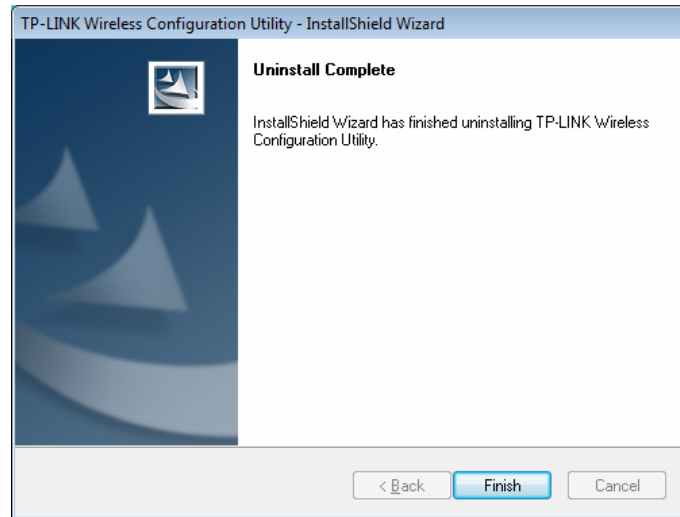 TP-LINK Wireless Configuration Utility - InstallShield Wizard
Uninstall Complete
InstallShield Wizard has finished uninstalling TP-LINK Wireless
Configuration Utility.
< Back
Finish
Cancel